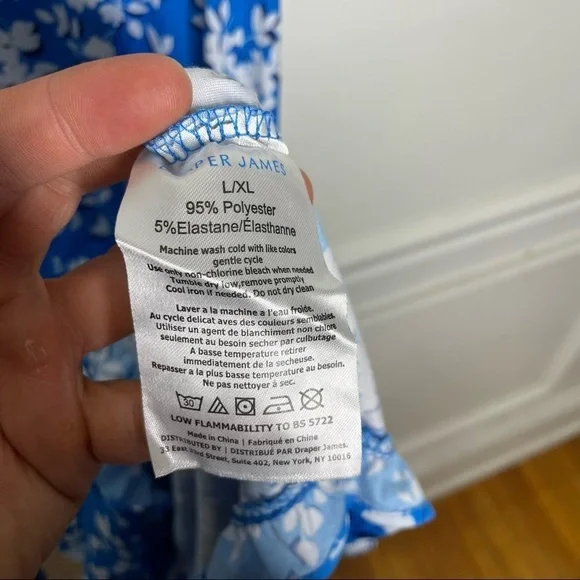 PER JAMES
L/XL
95% Polyester
5%Elastane/Élasthanne
Machine wash cold with like colors
gentle cycle
Use only non-chlorine bleach when needed
Tumble dry low,remove promptly
Cool iron if needed. Do not dry clean
Laver a la machine a l'eau froide.
Au cycle delicat aves des couleurs semblables.
Utiliser un agent de blanchiment non chlors
seulement au besoin secher par culbutage
A basse temperature retirer
immediatement de la secheuse.
Repasser a la plus basse temperature au besoin.
Ne pas nettoyer à sec.
30
LOW FLAMMABILITY TO BS 5722
Made in China | Fabriqué en Chine
DISTRIBUTED BY | DISTRIBUÉ PAR Draper James.
33 East 33rd Street, Suite 402, New York, NY 10016